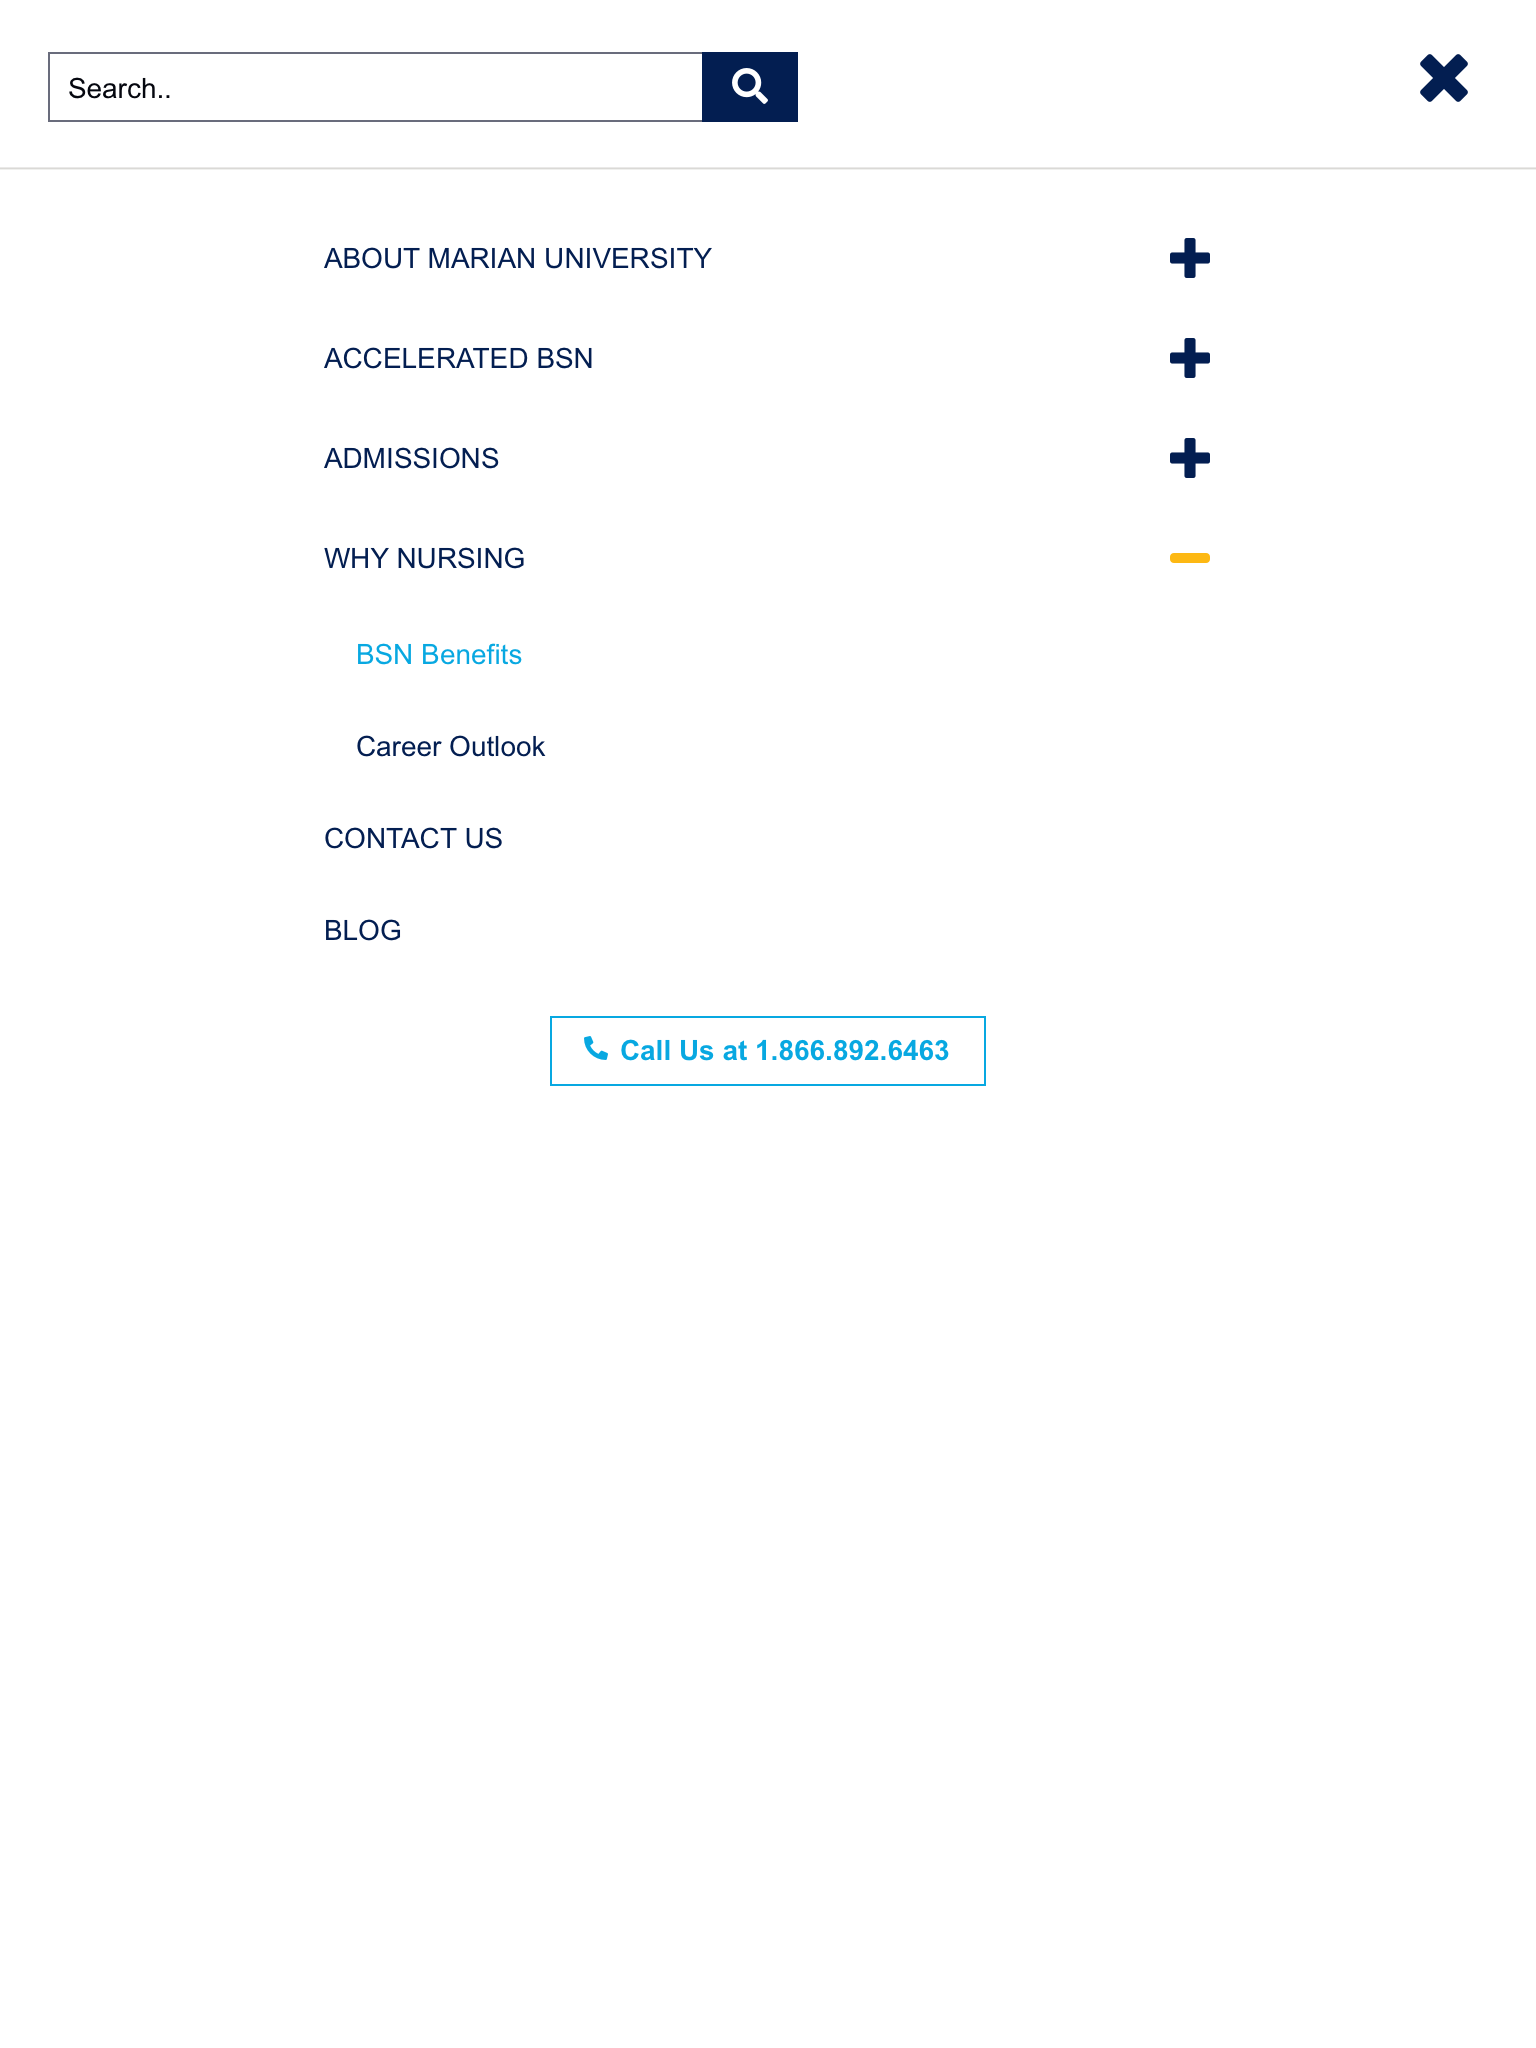 Search..
ABOUT MARIAN UNIVERSITY
ACCELERATED BSN
ADMISSIONS
WHY NURSING
BSN Benefits
Career Outlook
CONTACT US
BLOG
Call Us at 1.866.892.6463